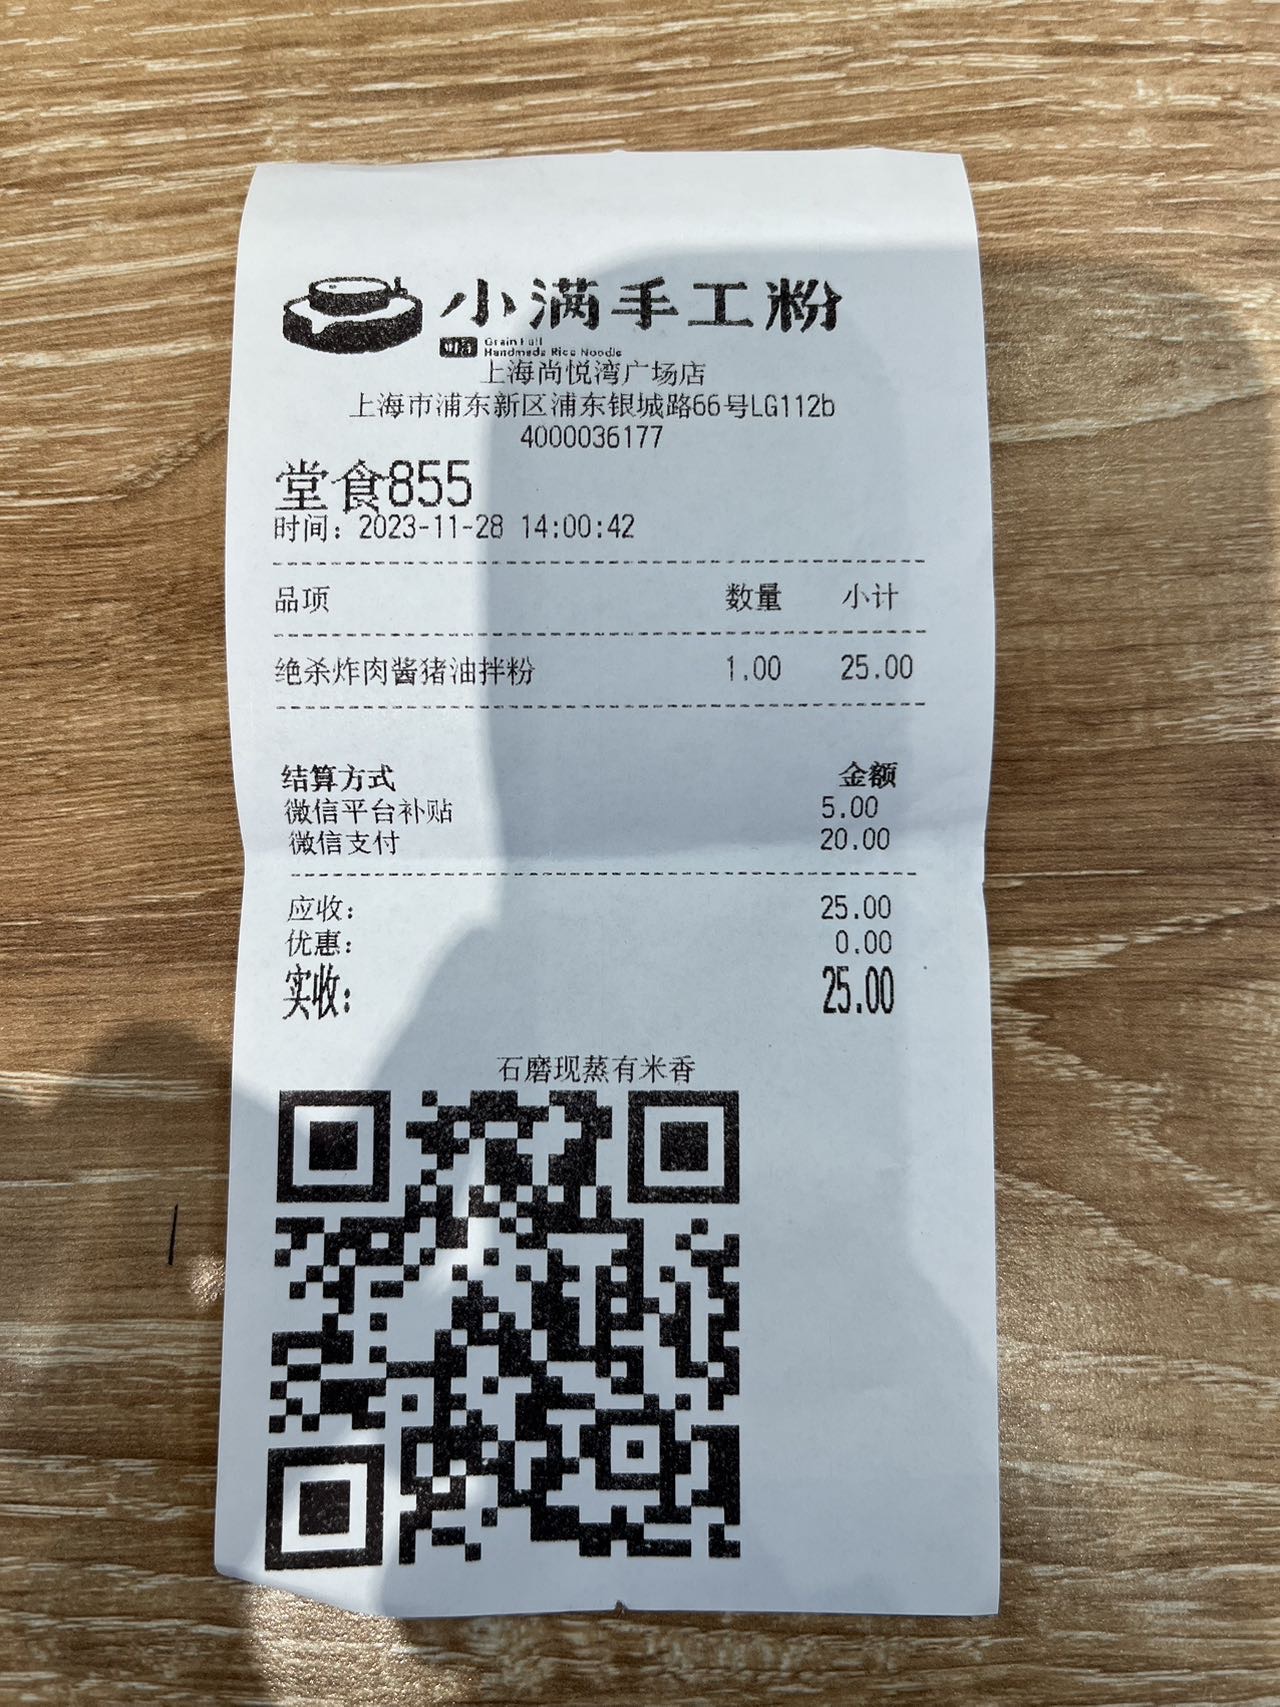 小满手工粉
Grain Full
Handmade Rice Noodle
上海尚悦湾广场店
上海市浦东新区浦东银城路66号LG112b
4000036177
堂食855
时间：2023-11-28 14:00:42
品项 数量 小计
绝杀炸肉酱猪油拌粉 1.00 25.00
结算方式 金额
微信平台补贴 5.00
微信支付 20.00
应收： 25.00
优惠： 0.00
实收： 25.00
石磨现蒸有米香